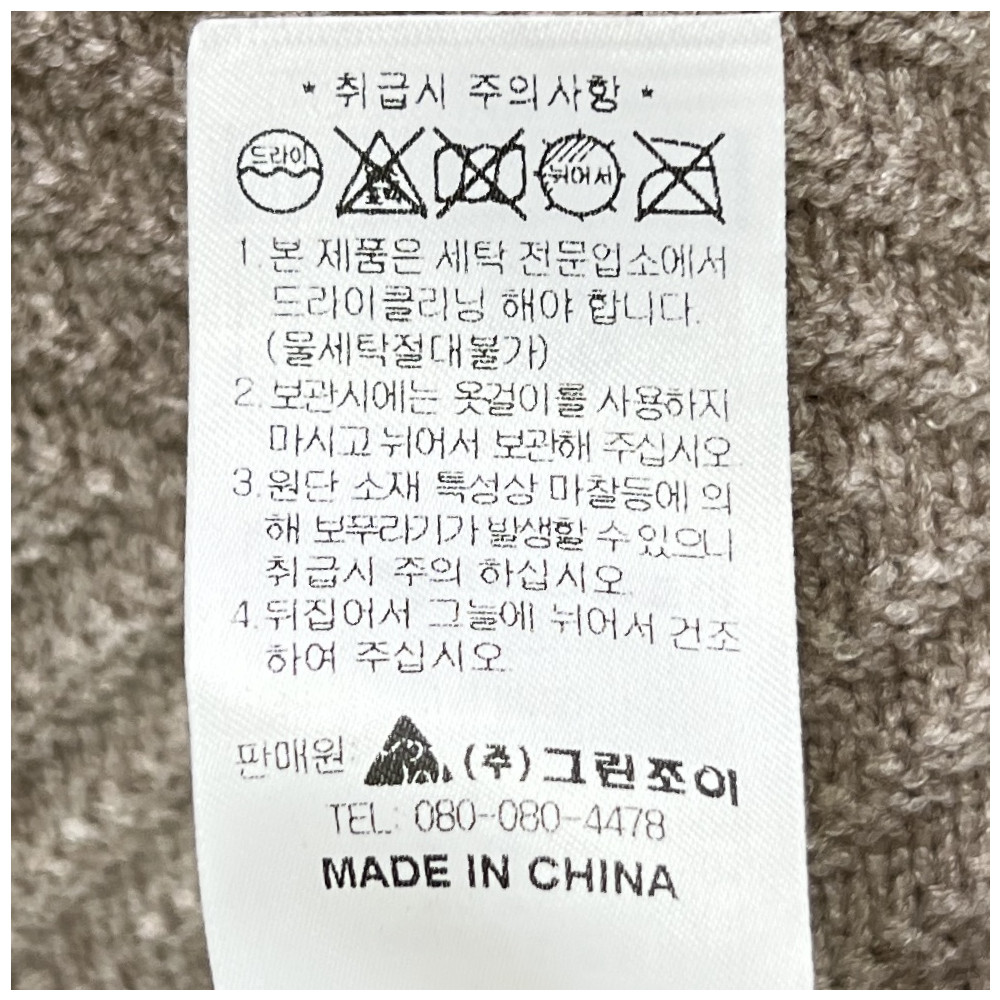 * 취급시 주의사항 *
드라이 뉘어서
1. 본 제품은 세탁 전문업소에서
드라이클리닝 해야 합니다.
(물세탁절대불가)
2. 보관시에는 옷걸이를 사용하지
마시고 뉘어서 보관해 주십시오.
3. 원단 소재 특성상 마찰등에 의
해 보푸라기가 발생할 수 있으니
취급시 주의 하십시오.
4. 뒤집어서 그늘에 뉘어서 건조
하여 주십시오.
판매원: (주)그린조이
TEL: 080-080-4478
MADE IN CHINA